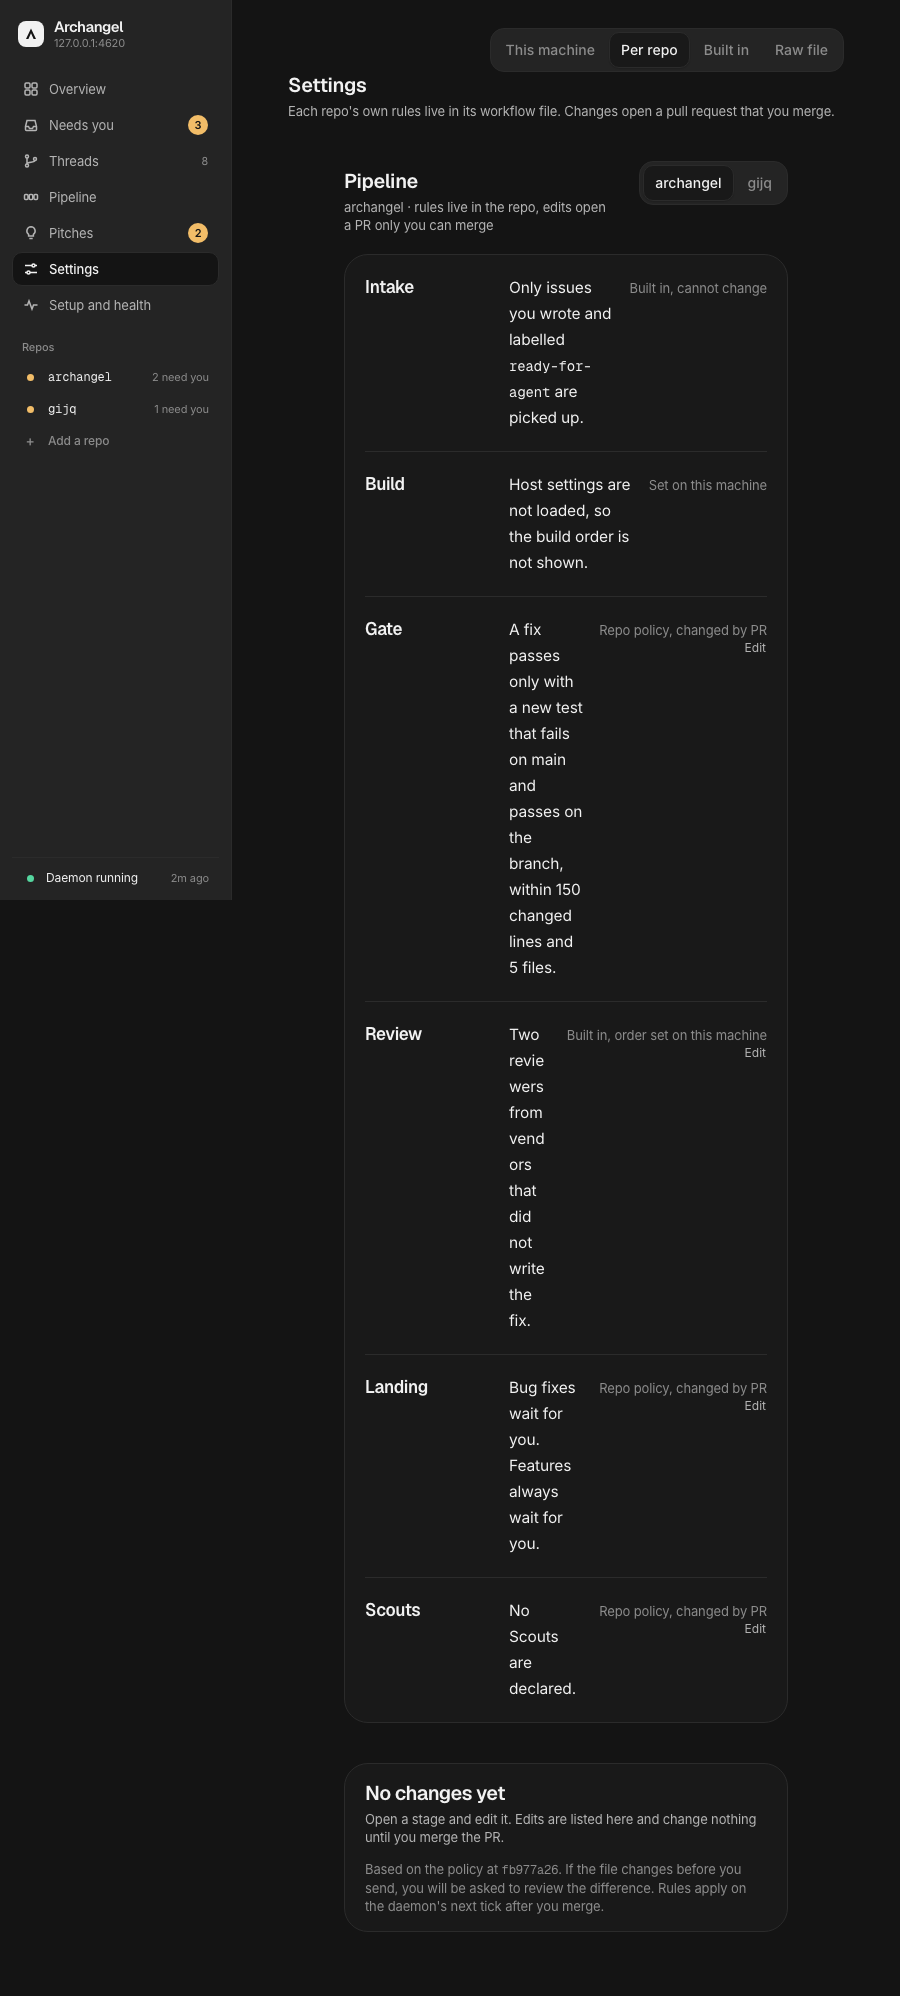 Archangel
127.0.0.1:4620
Overview
Needs you 3
Threads 8
Pipeline
Pitches 2
Settings
Setup and health
Repos
archangel 2 need you
gijq 1 need you
+ Add a repo
Daemon running 2m ago
This machine Per repo Built in Raw file
Settings
Each repo's own rules live in its workflow file. Changes open a pull request that you merge.
Pipeline
archangel · rules live in the repo, edits open
a PR only you can merge
archangel gijq
Intake
Only issues
you wrote and
labelled
ready-for-
agent are
picked up.
Built in, cannot change
Build
Host settings are
not loaded, so
the build order is
not shown.
Set on this machine
Gate
A fix
passes
only with
a new test
that fails
on main
and
passes on
the
branch,
within 150
changed
lines and
5 files.
Repo policy, changed by PR
Edit
Review
Two
revie
wers
from
vend
ors
that
did
not
write
the
fix.
Built in, order set on this machine
Edit
Landing
Bug fixes
wait for
you.
Features
always
wait for
you.
Repo policy, changed by PR
Edit
Scouts
No
Scouts
are
declared.
Repo policy, changed by PR
Edit
No changes yet
Open a stage and edit it. Edits are listed here and change nothing
until you merge the PR.
Based on the policy at fb977a26. If the file changes before you
send, you will be asked to review the difference. Rules apply on
the daemon's next tick after you merge.